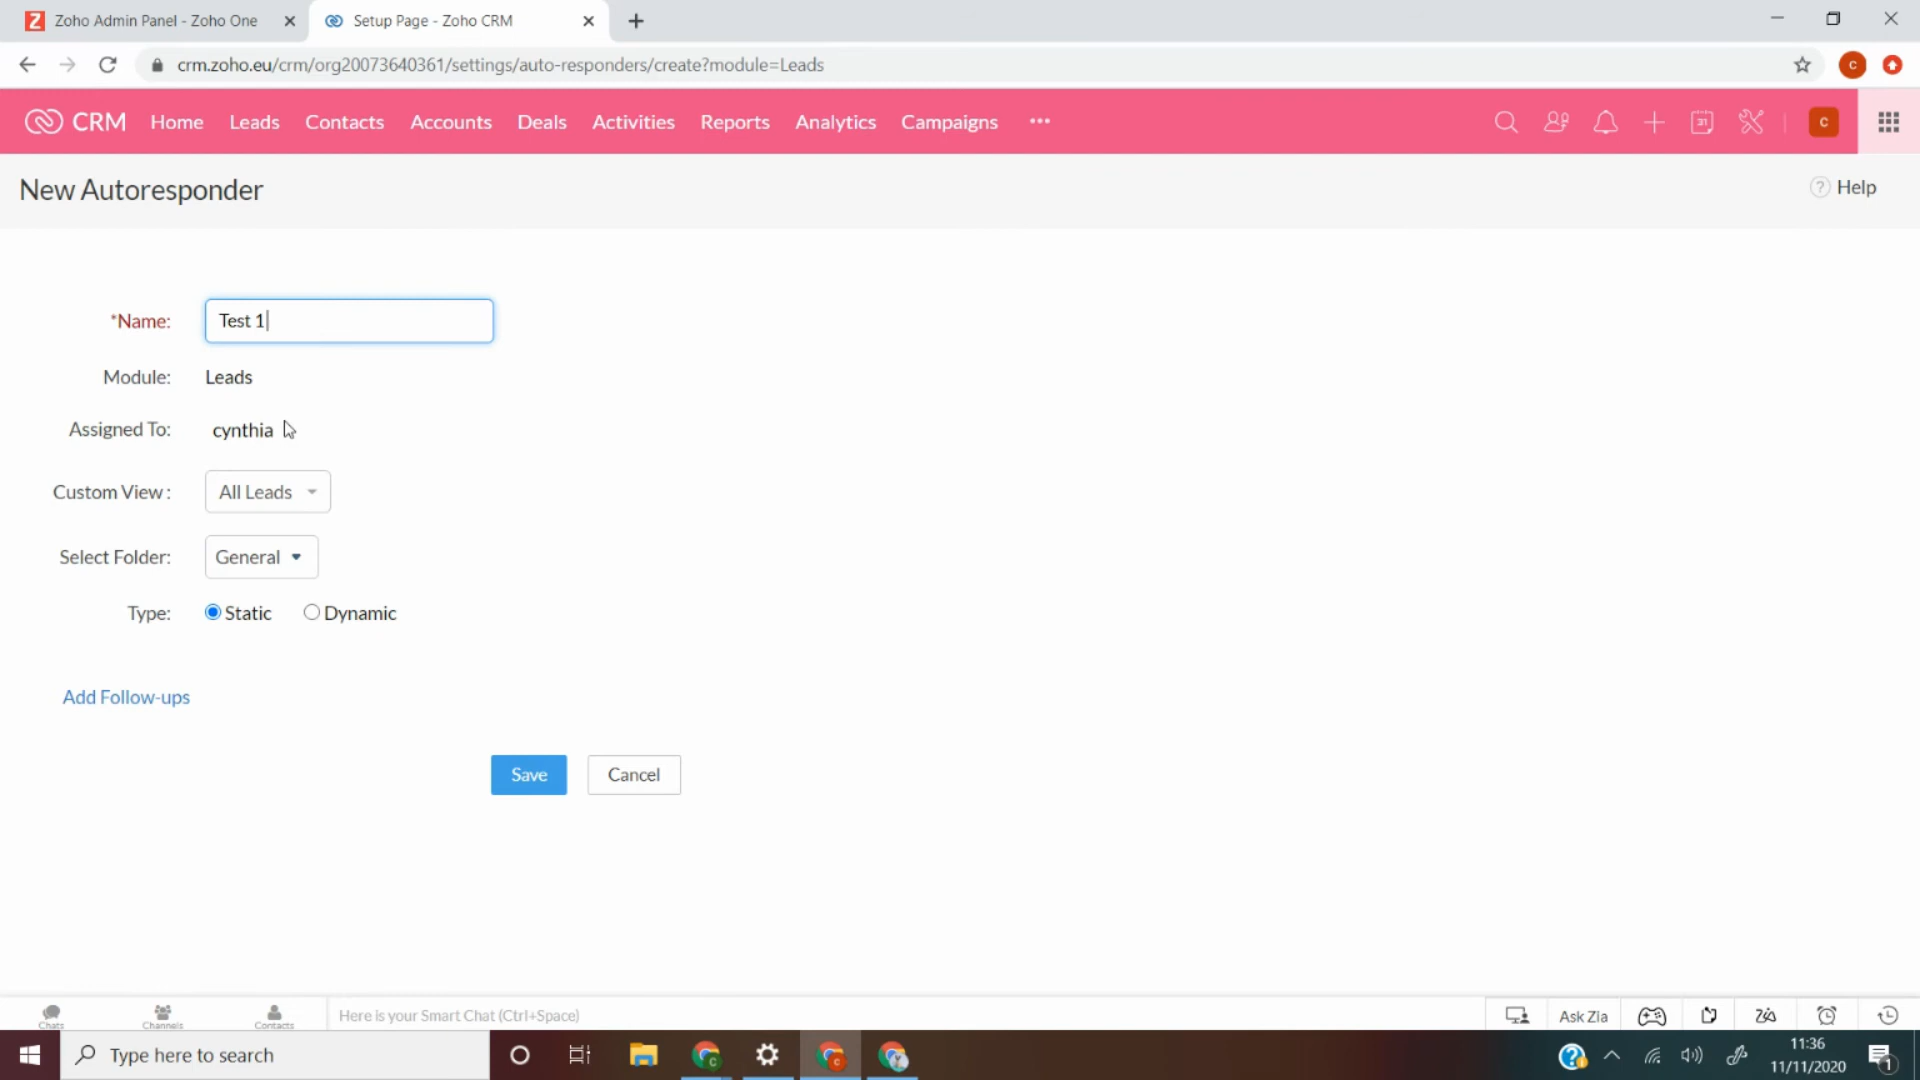 Zoho Admin Panel - Zoho One
Setup Page - Zoho CRM
crm.zoho.eu/crm/org20073640361/settings/auto-responders/create?module=Leads
C
CRM
Home
Leads
Contacts
Accounts
Deals
Activities
Reports
Analytics
Campaigns
•••
31
C
New Autoresponder
? Help
*Name:
Test 1
Module:
Leads
Assigned To:
cynthia
Custom View :
All Leads
Select Folder:
General
Type:
Static
Dynamic
Add Follow-ups
Save
Cancel
Chats
Channels
Contacts
Here is your Smart Chat (Ctrl+Space)
Ask Zia
Type here to search
11:36
11/11/2020
1